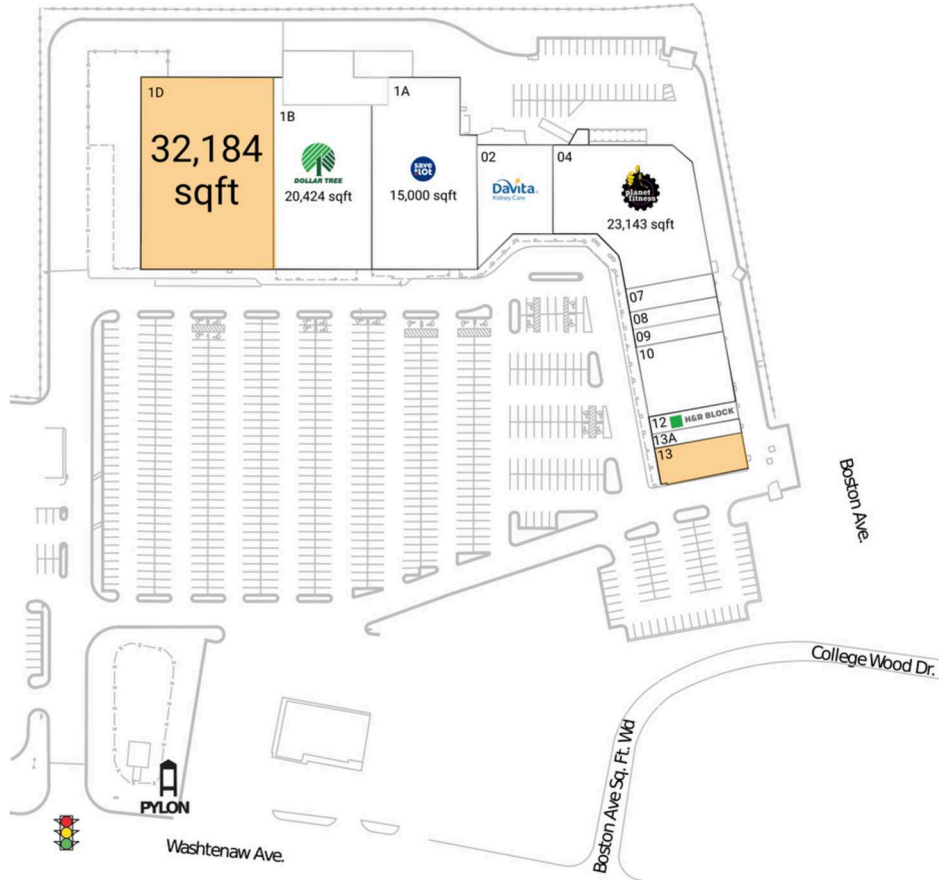 1D
32,184
sqft
1B
DOLLAR TREE
20,424 sqft
1A
save
a lot
15,000 sqft
02
Davita.
Kidney Care
04
planet
fitness
23,143 sqft
07
08
09
10
12 H&R BLOCK
13A
13
Boston Ave.
College Wood Dr.
Boston Ave Sq. Ft. Wd
PYLON
Washtenaw Ave.